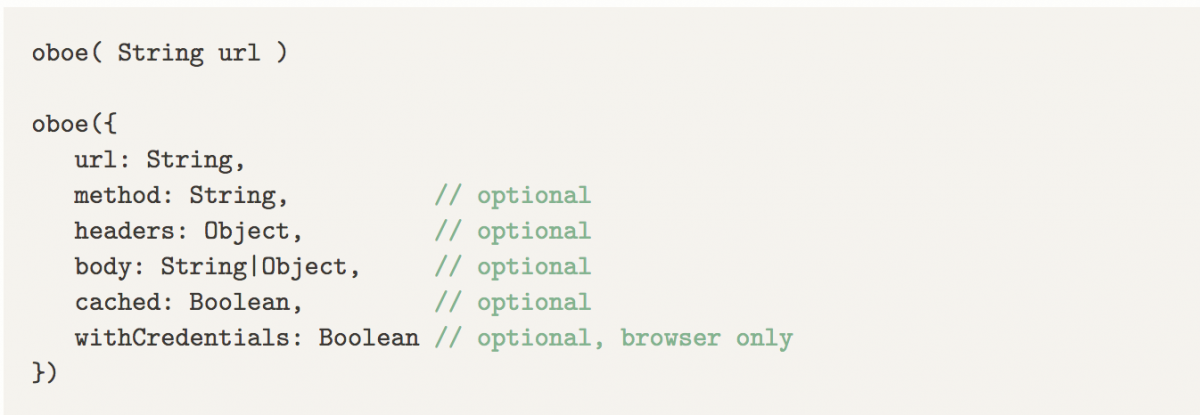 oboe( String url )
oboe({
url: String,
method: String, // optional
headers: Object, // optional
body: String|Object, // optional
cached: Boolean, // optional
withCredentials: Boolean // optional, browser only
})